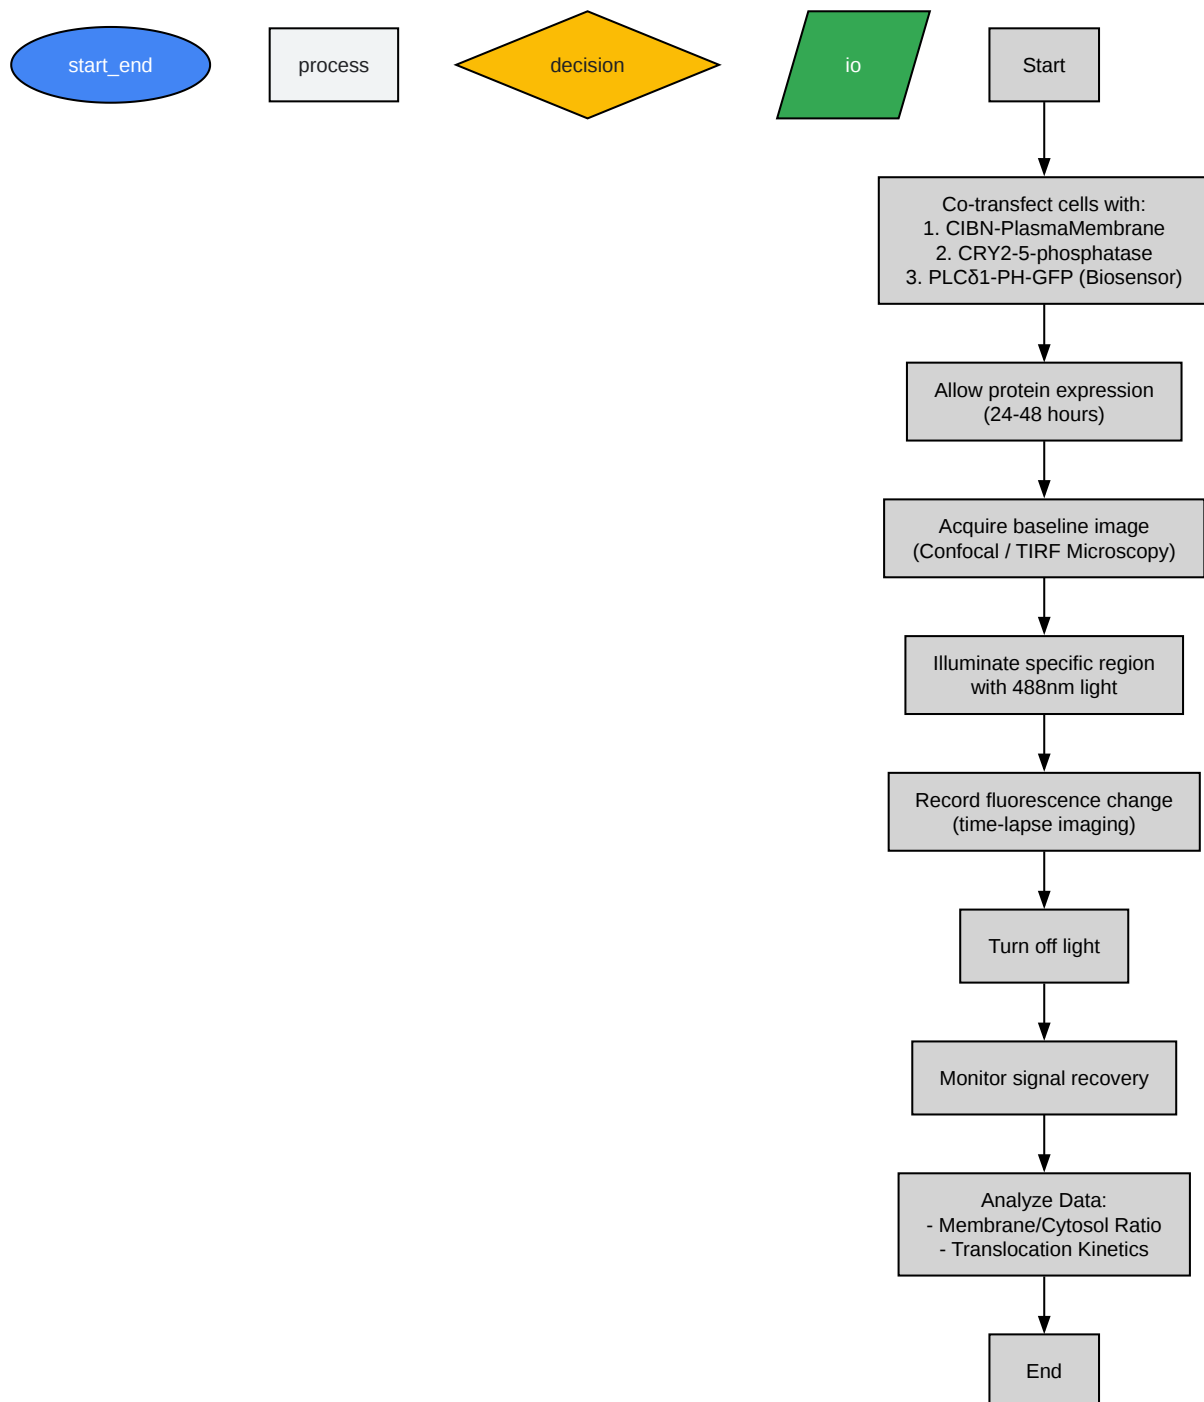 start_end
process
decision
io
Start
Co-transfect cells with:
1. CIBN-PlasmaMembrane
2. CRY2-5-phosphatase
3. PLCδ1-PH-GFP (Biosensor)
Allow protein expression
(24-48 hours)
Acquire baseline image
(Confocal / TIRF Microscopy)
Illuminate specific region
with 488nm light
Record fluorescence change
(time-lapse imaging)
Turn off light
Monitor signal recovery
Analyze Data:
- Membrane/Cytosol Ratio
- Translocation Kinetics
End